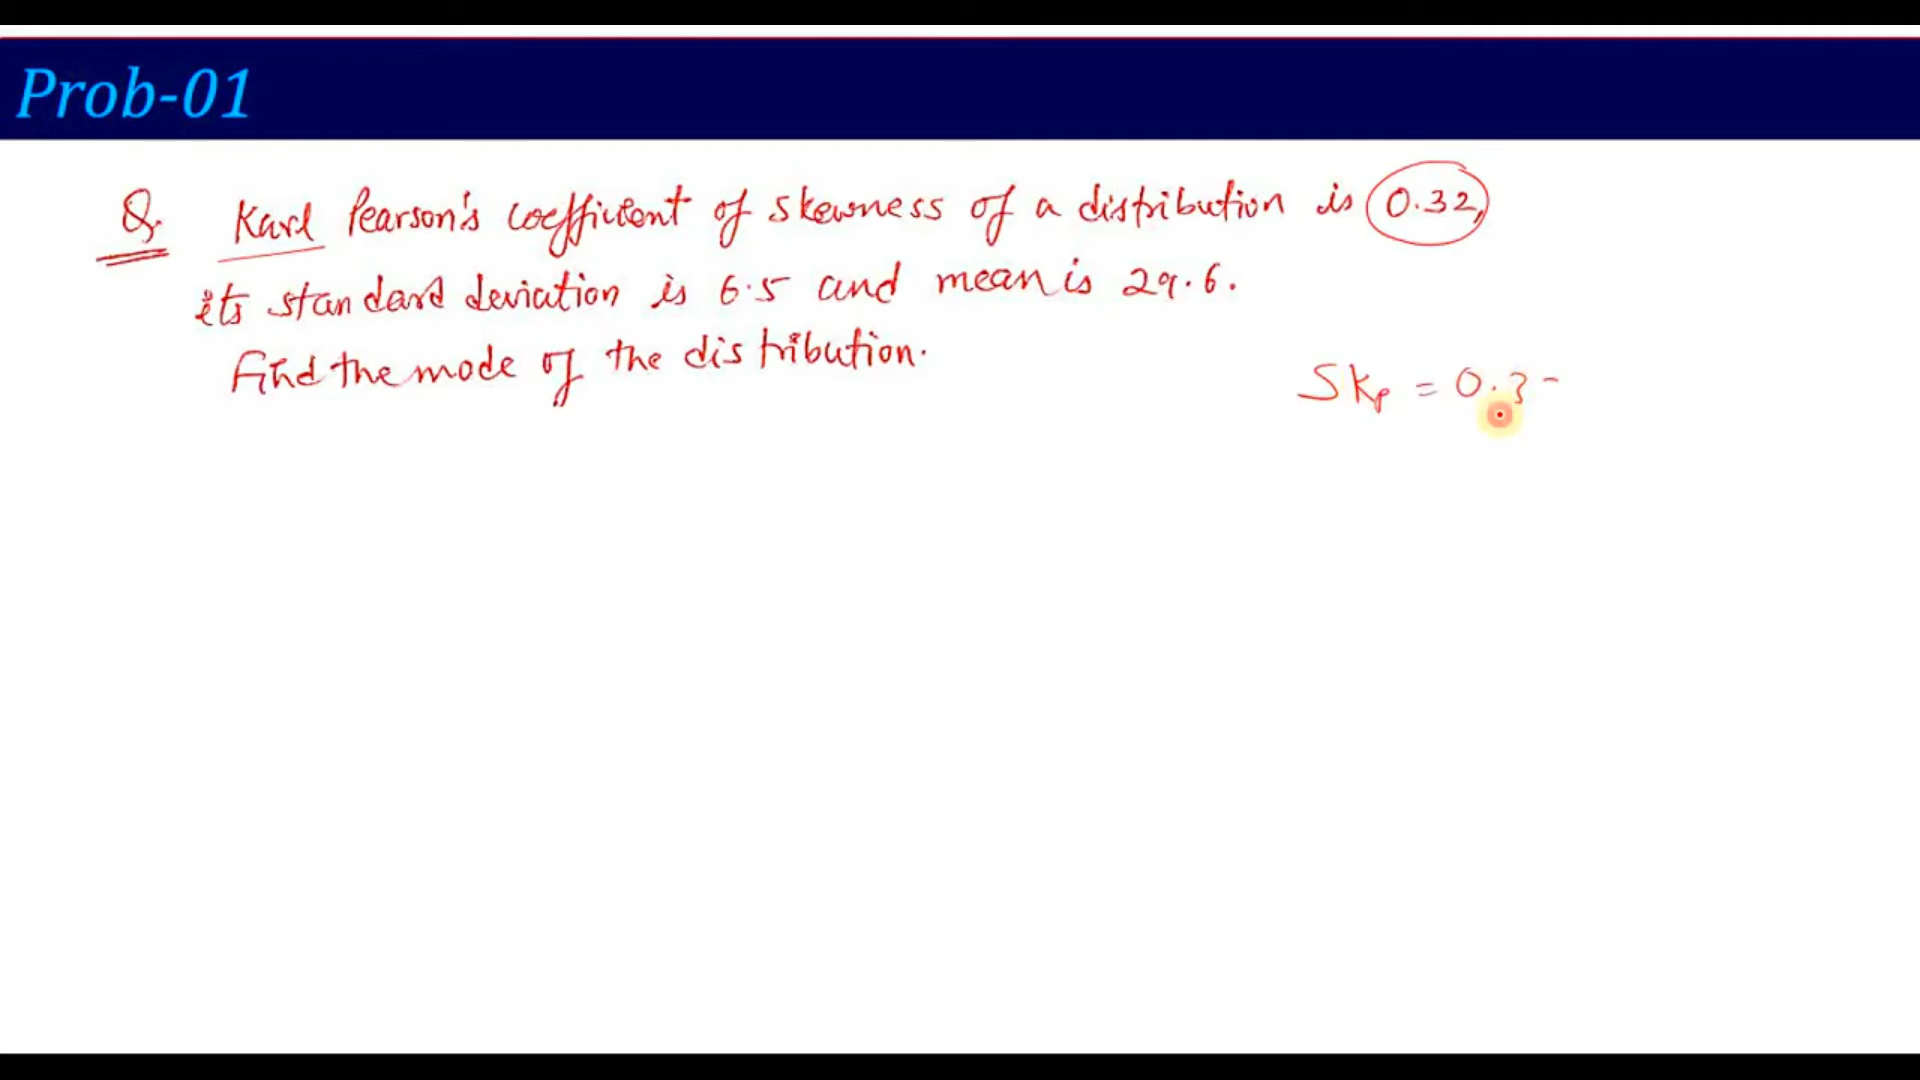 Prob-01
Q. Karl Pearson's coefficient of skewness of a distribution is 0.32,
its standard deviation is 6.5 and mean is 29.6.
Find the mode of the distribution.
Skp = 0.3